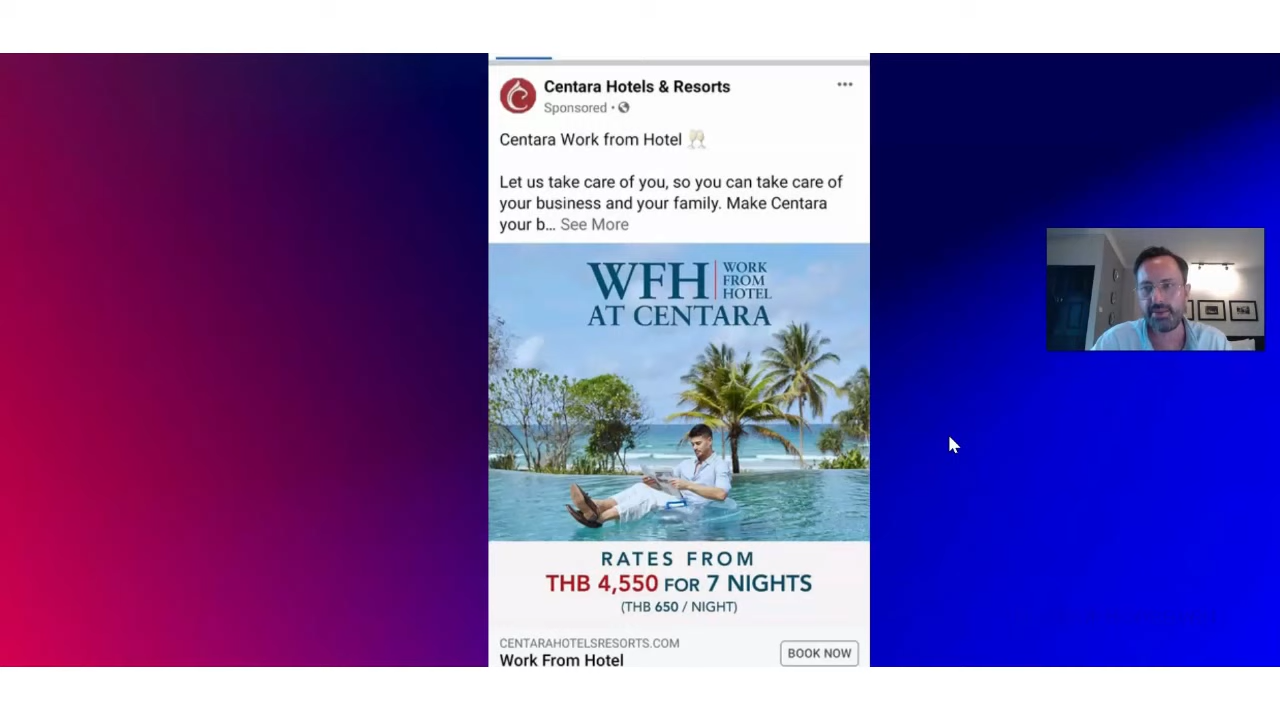 Centara Hotels & Resorts
Sponsored ·
Centara Work from Hotel 🥂
Let us take care of you, so you can take care of
your business and your family. Make Centara
your b... See More
WFH WORK
FROM
HOTEL
AT CENTARA
RATES FROM
THB 4,550 FOR 7 NIGHTS
(THB 650 / NIGHT)
CENTARAHOTELSRESORTS.COM
Work From Hotel
BOOK NOW